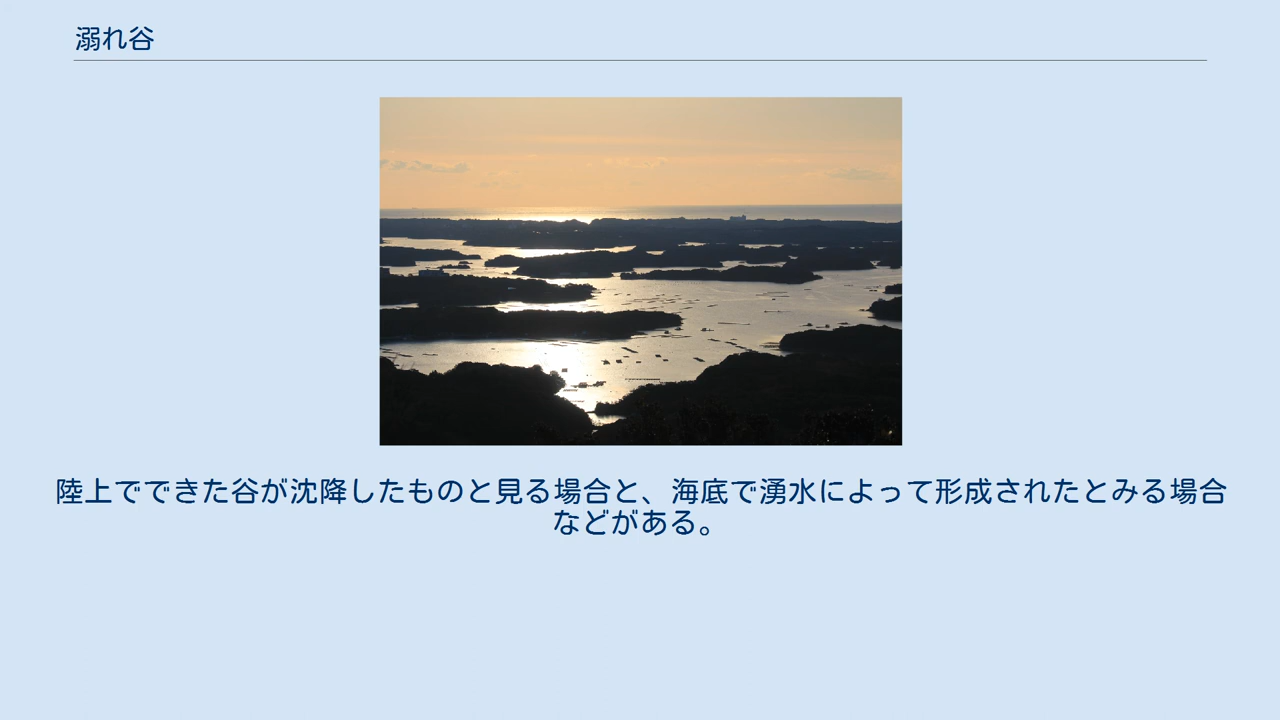 溺れ谷
陸上でできた谷が沈降したものと見る場合と、海底で湧水によって形成されたとみる場合
などがある。